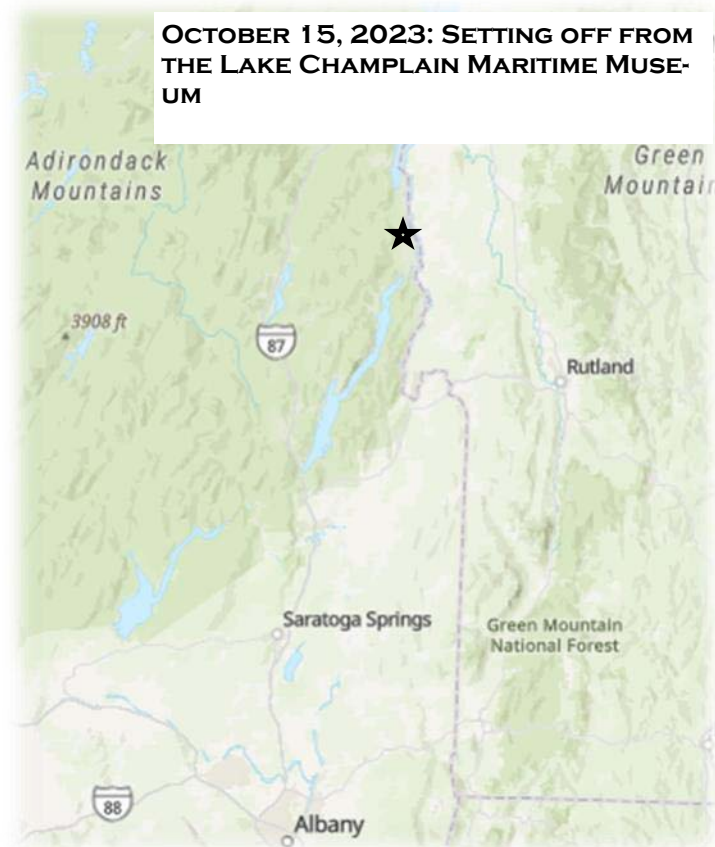 OCTOBER 15, 2023: SETTING OFF FROM
THE LAKE CHAMPLAIN MARITIME MUSE-
UM
Adirondack
Mountains
Green
Mountain
3908 ft
87
Rutland
Saratoga Springs
Green Mountain
National Forest
88
Albany